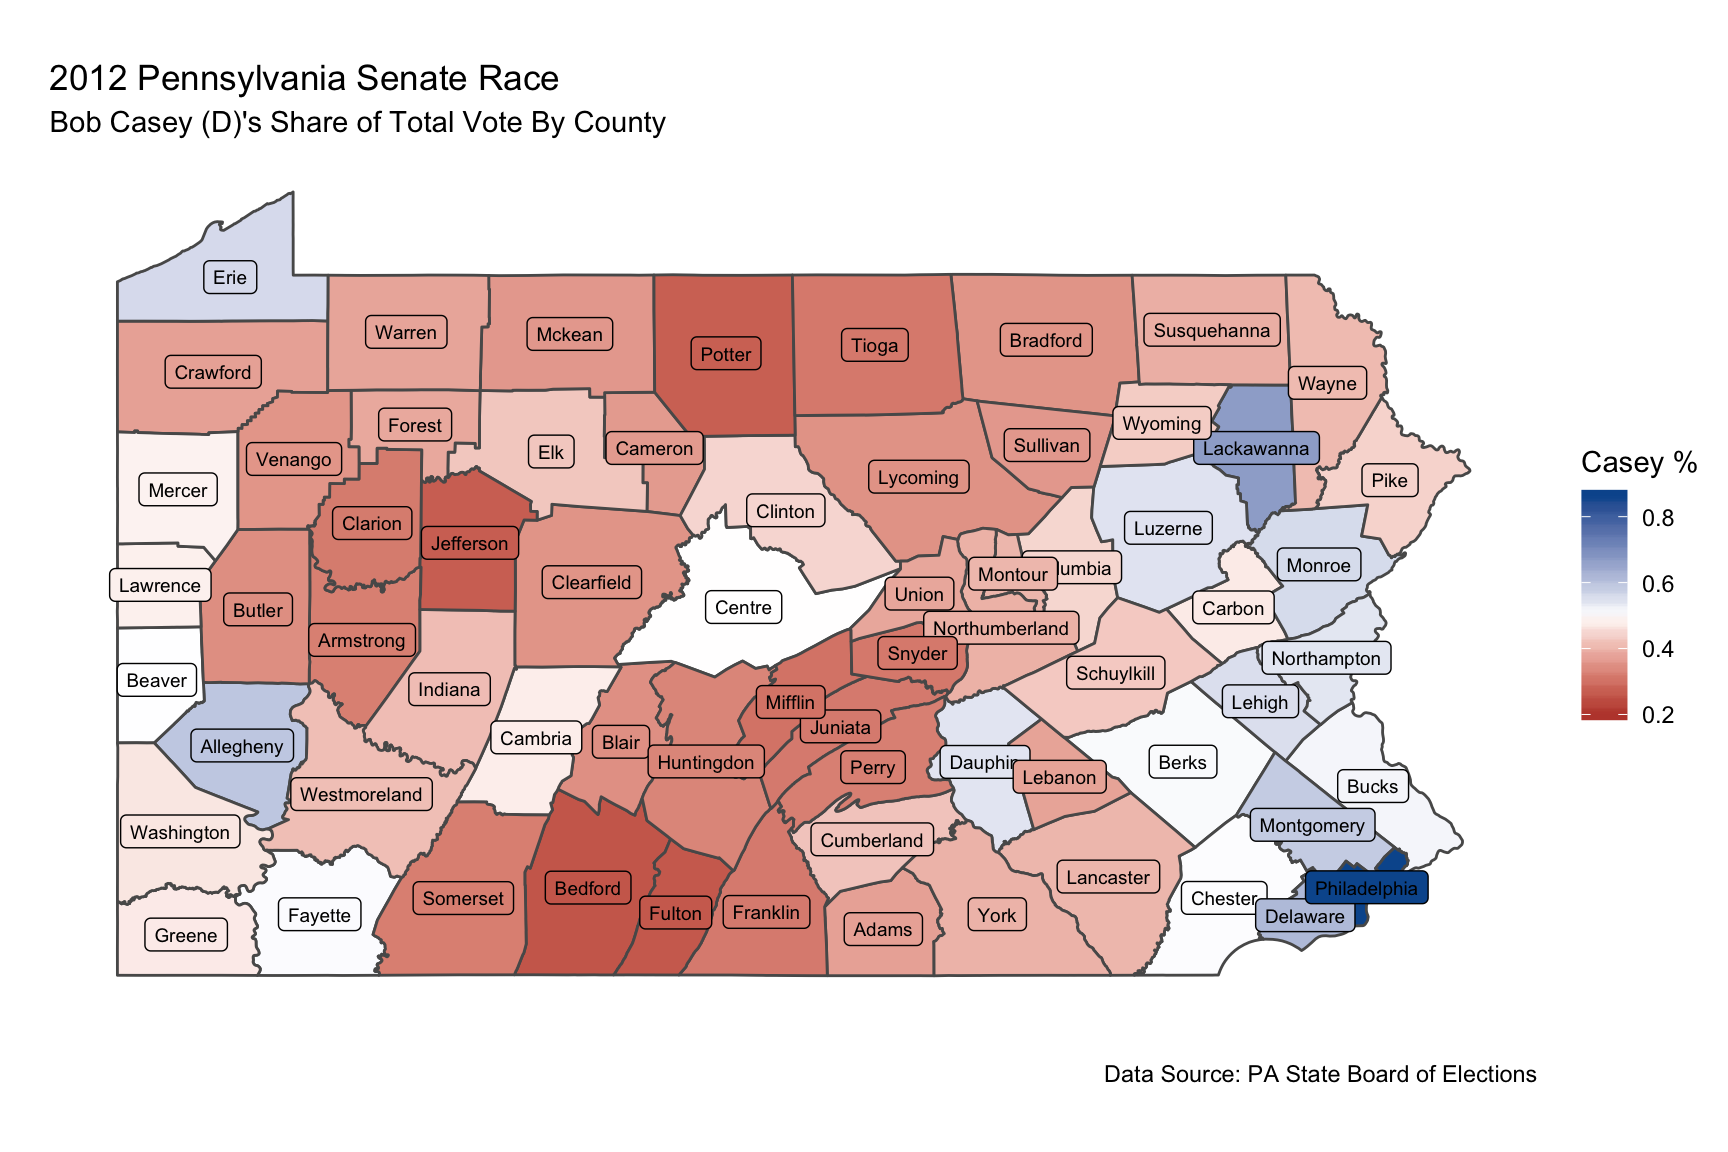 2012 Pennsylvania Senate Race
Bob Casey (D)'s Share of Total Vote By County
Erie
Warren
Mckean
Potter
Tioga
Bradford
Susquehanna
Crawford
Wayne
Forest
Wyoming
Venango
Elk
Cameron
Sullivan
Lackawanna
Casey %
Mercer
Lycoming
Pike
Clarion
Clinton
Luzerne
0.8
Jefferson
Lawrence
Clearfield
Montour
umbia
Monroe
0.6
Butler
Centre
Union
Carbon
Armstrong
Northumberland
Beaver
Snyder
Northampton
0.4
Indiana
Schuylkill
Mifflin
Lehigh
0.2
Allegheny
Cambria
Blair
Juniata
Huntingdon
Perry
Dauphin
Lebanon
Berks
Westmoreland
Bucks
Washington
Cumberland
Montgomery
Somerset
Bedford
Lancaster
Philadelphia
Fayette
Fulton
Franklin
York
Chester
Greene
Adams
Delaware
Data Source: PA State Board of Elections